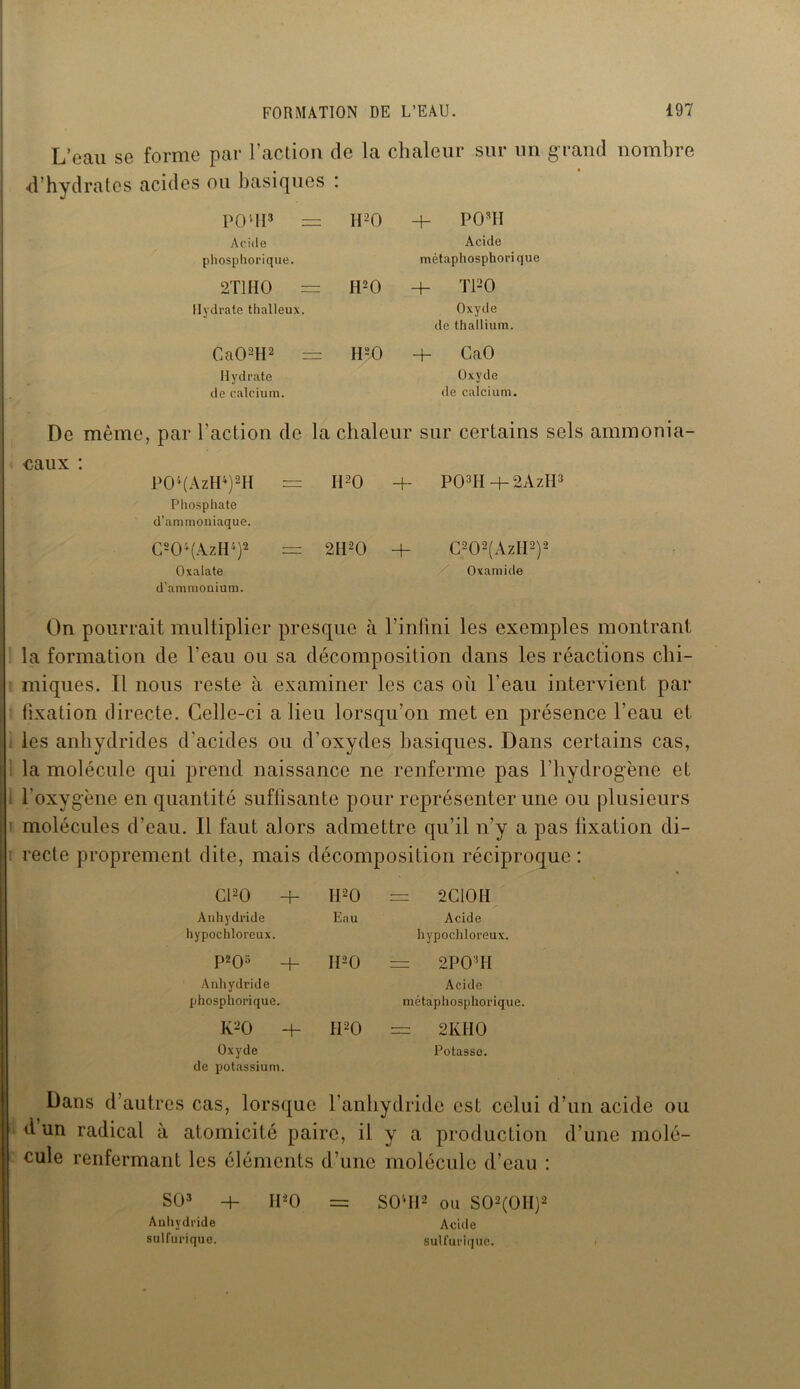 FORMATION DE L'EAU. 197
L'eau se forme par l'action de la chaleur sur un grand nombre
d'hydrates acides ou basiques :
PO⁴H³ = H²O + PO³H
Acide Acide
phosphorique. métaphosphorique
2TlHO = H²O + Tl²O
Hydrate thalleux. Oxyde
de thallium.
CaO²H² = H²O + CaO
Hydrate Oxyde
de calcium. de calcium.
De même, par l'action de la chaleur sur certains sels ammonia-
caux :
PO⁴(AzH⁴)²H = H²O + PO³H + 2AzH³
Phosphate
d'ammoniaque.
C²O⁴(AzH⁴)² = 2H²O + C²O²(AzH²)²
Oxalate Oxamide
d'ammonium.
On pourrait multiplier presque à l'infini les exemples montrant
la formation de l'eau ou sa décomposition dans les réactions chi-
miques. Il nous reste à examiner les cas où l'eau intervient par
fixation directe. Celle-ci a lieu lorsqu'on met en présence l'eau et
les anhydrides d'acides ou d'oxydes basiques. Dans certains cas,
la molécule qui prend naissance ne renferme pas l'hydrogène et
l'oxygène en quantité suffisante pour représenter une ou plusieurs
molécules d'eau. Il faut alors admettre qu'il n'y a pas fixation di-
recte proprement dite, mais décomposition réciproque :
Cl²O + H²O = 2ClOH
Anhydride Eau Acide
hypochloreux. hypochloreux.
P²O⁵ + H²O = 2PO³H
Anhydride Acide
phosphorique. métaphosphorique.
K²O + H²O = 2KHO
Oxyde Potasse.
de potassium.
Dans d'autres cas, lorsque l'anhydride est celui d'un acide ou
d'un radical à atomicité paire, il y a production d'une molé-
cule renfermant les éléments d'une molécule d'eau :
SO³ + H²O = SO⁴H² ou SO²(OH)²
Anhydride Acide
sulfurique. sulfurique.